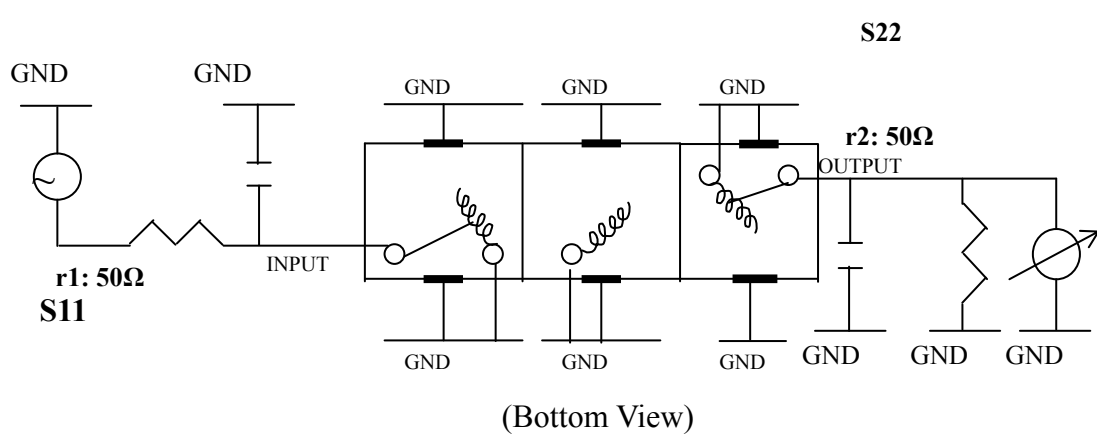 S22
GND
GND
GND
GND
GND
r2: 50Ω
OUTPUT
INPUT
r1: 50Ω
S11
GND
GND
GND
GND
GND
GND
(Bottom View)